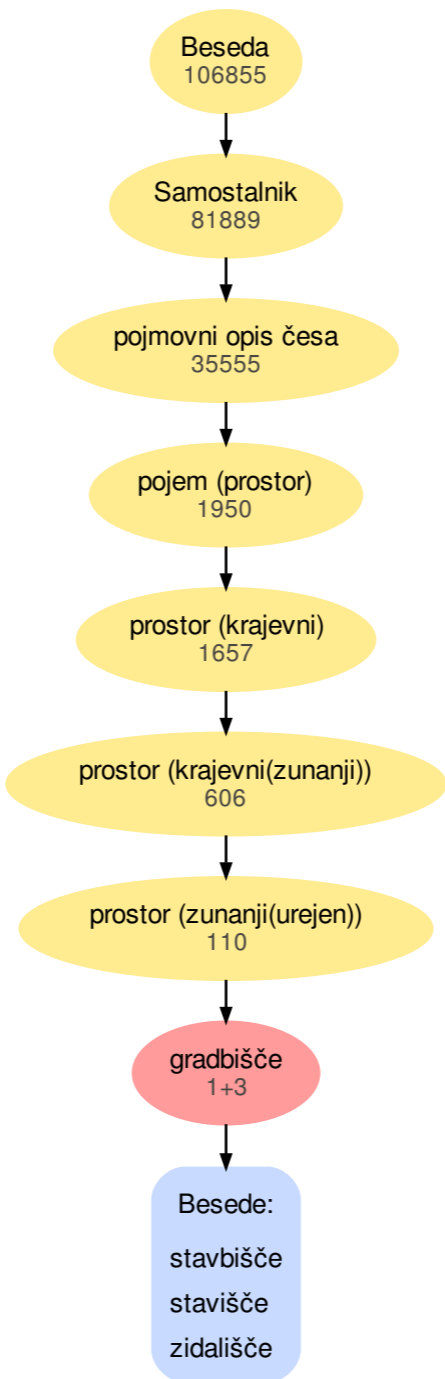 Beseda
106855
Samostalnik
81889
pojmovni opis česa
35555
pojem (prostor)
1950
prostor (krajevni)
1657
prostor (krajevni(zunanji))
606
prostor (zunanji(urejen))
110
gradbišče
1+3
Besede:
stavbišče
stavišče
zidališče